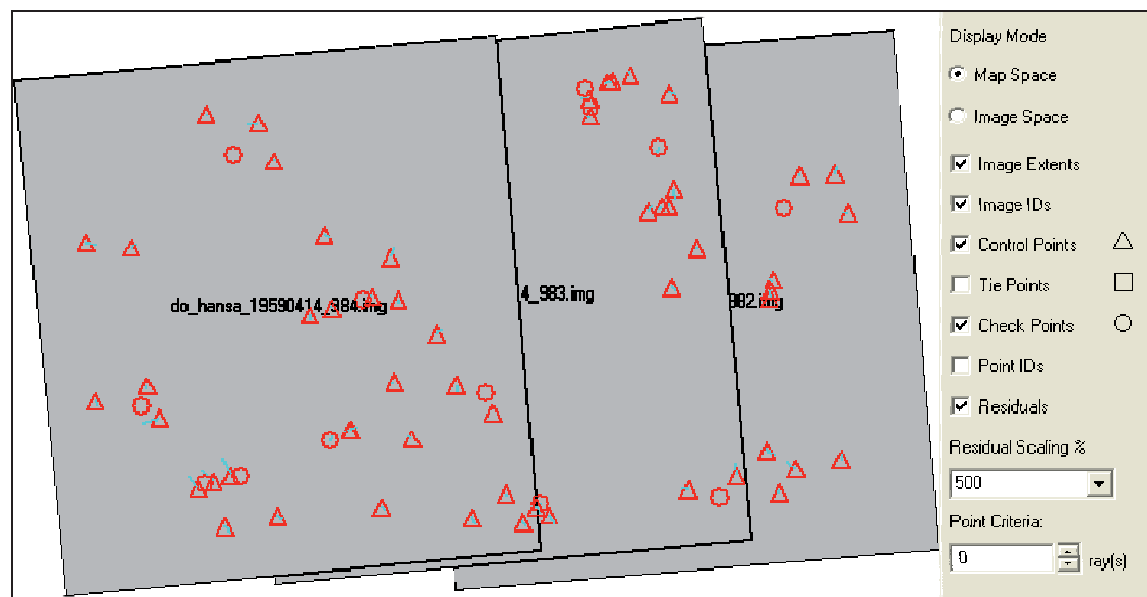 do_hansa_19590414_984.img
4_983.img
982.img
Display Mode
Map Space
Image Space
Image Extents
Image IDs
Control Points
Tie Points
Check Points
Point IDs
Residuals
Residual Scaling %
500
Point Criteria:
0 ray(s)